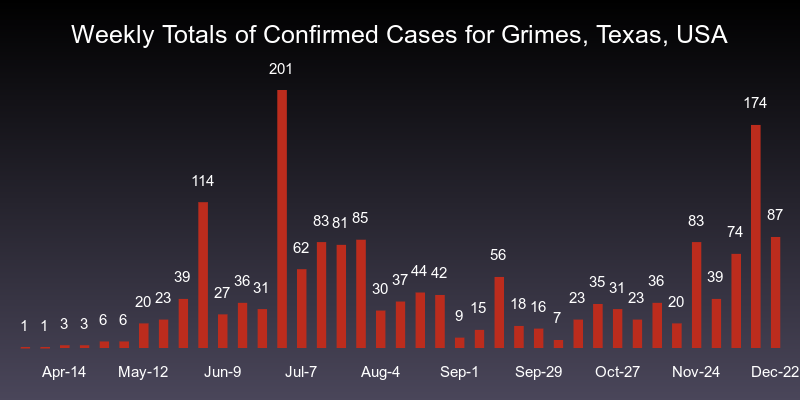 Weekly Totals of Confirmed Cases for Grimes, Texas, USA
1 1 3 3 6 6 20 23 39 114 27 36 31 201 62 83 81 85 30 37 44 42 9 15 56 18 16 7 23 35 31 23 36 20 83 39 74 174 87
Apr-14 May-12 Jun-9 Jul-7 Aug-4 Sep-1 Sep-29 Oct-27 Nov-24 Dec-22